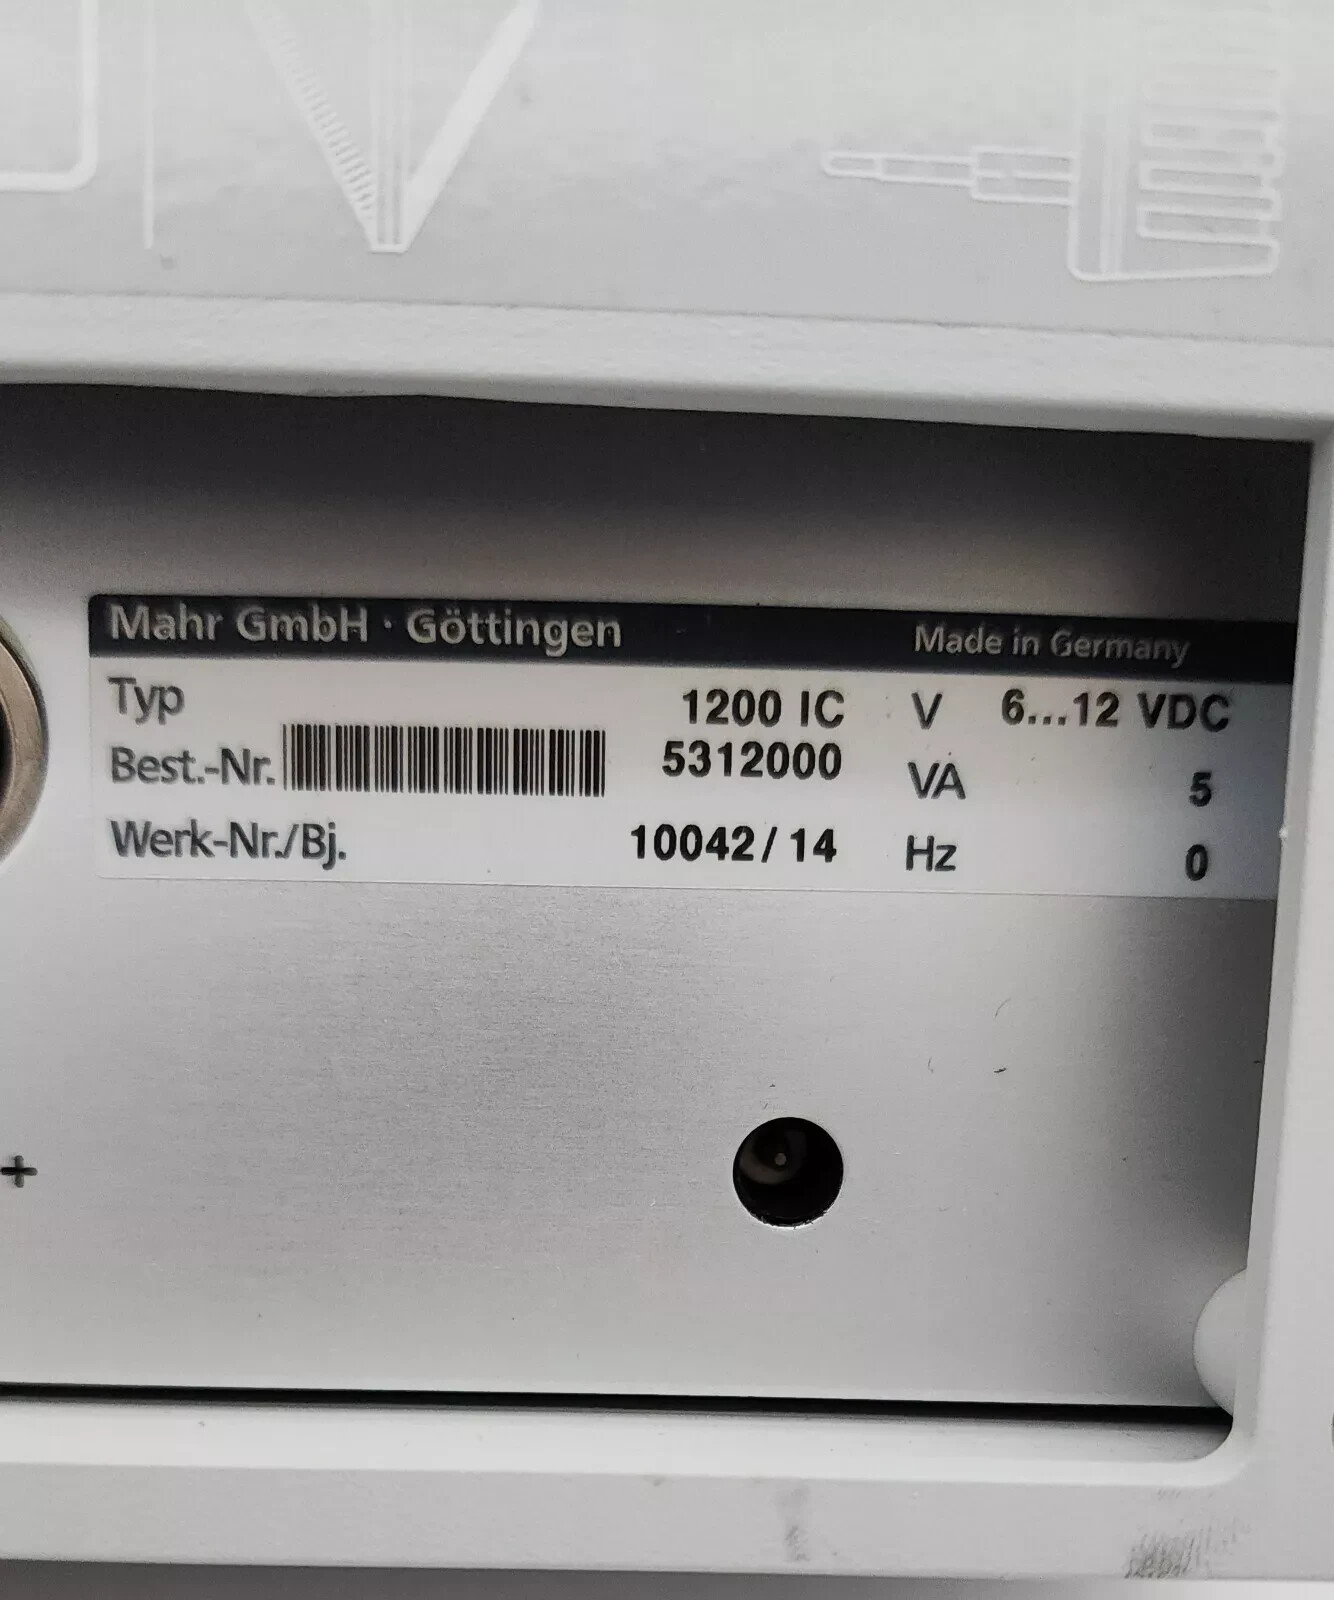 Mahr GmbH · Göttingen Made in Germany
Typ 1200 IC V 6...12 VDC
Best.-Nr. 5312000 VA 5
Werk-Nr./Bj. 10042/14 Hz 0
+